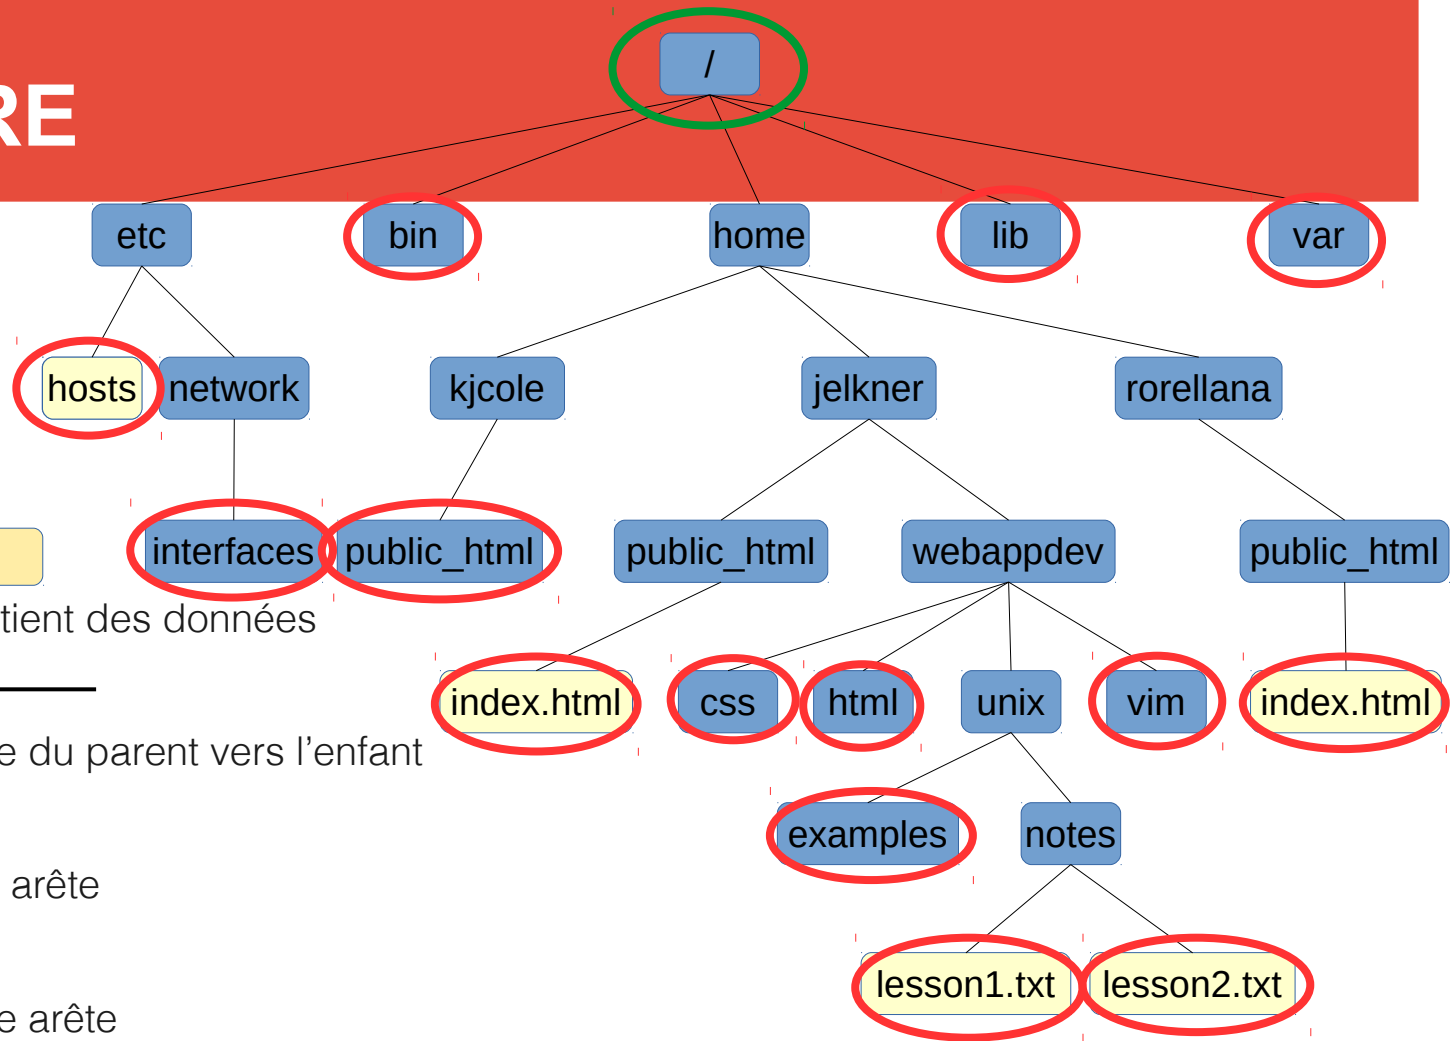 /
RE
etc bin home lib var
hosts network kjcole jelkner rorellana
interfaces public_html public_html webappdev public_html
tient des données
index.html css html unix vim index.html
e du parent vers l’enfant
examples notes
arête
lesson1.txt lesson2.txt
e arête